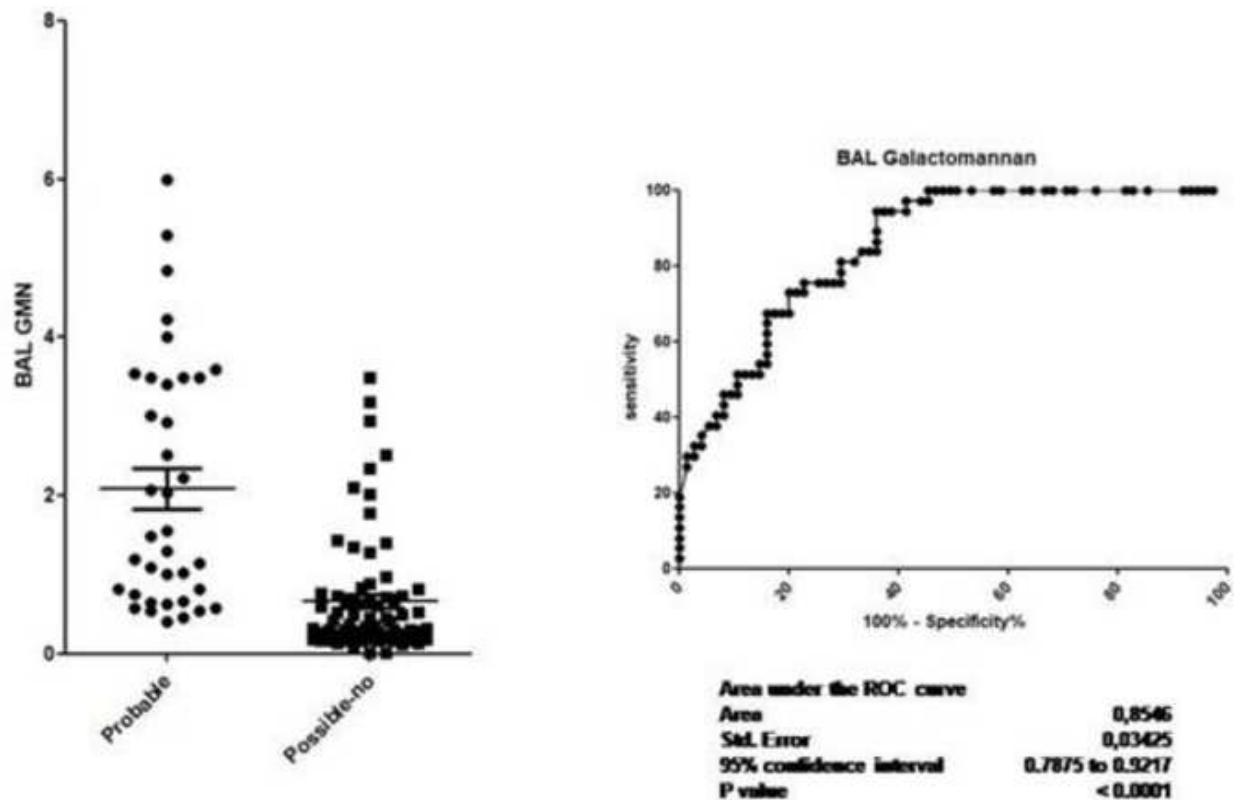 8
6
4
2
0
BAL GMN
Probable
Possible-no
BAL Galactomannan
100
80
60
40
20
0
sensitivity
0
20
40
60
80
100
100% - Specificity%
Area under the ROC curve
Area 0,8546
Std. Error 0,03425
95% confidence interval 0.7875 to 0.9217
P value < 0.0001